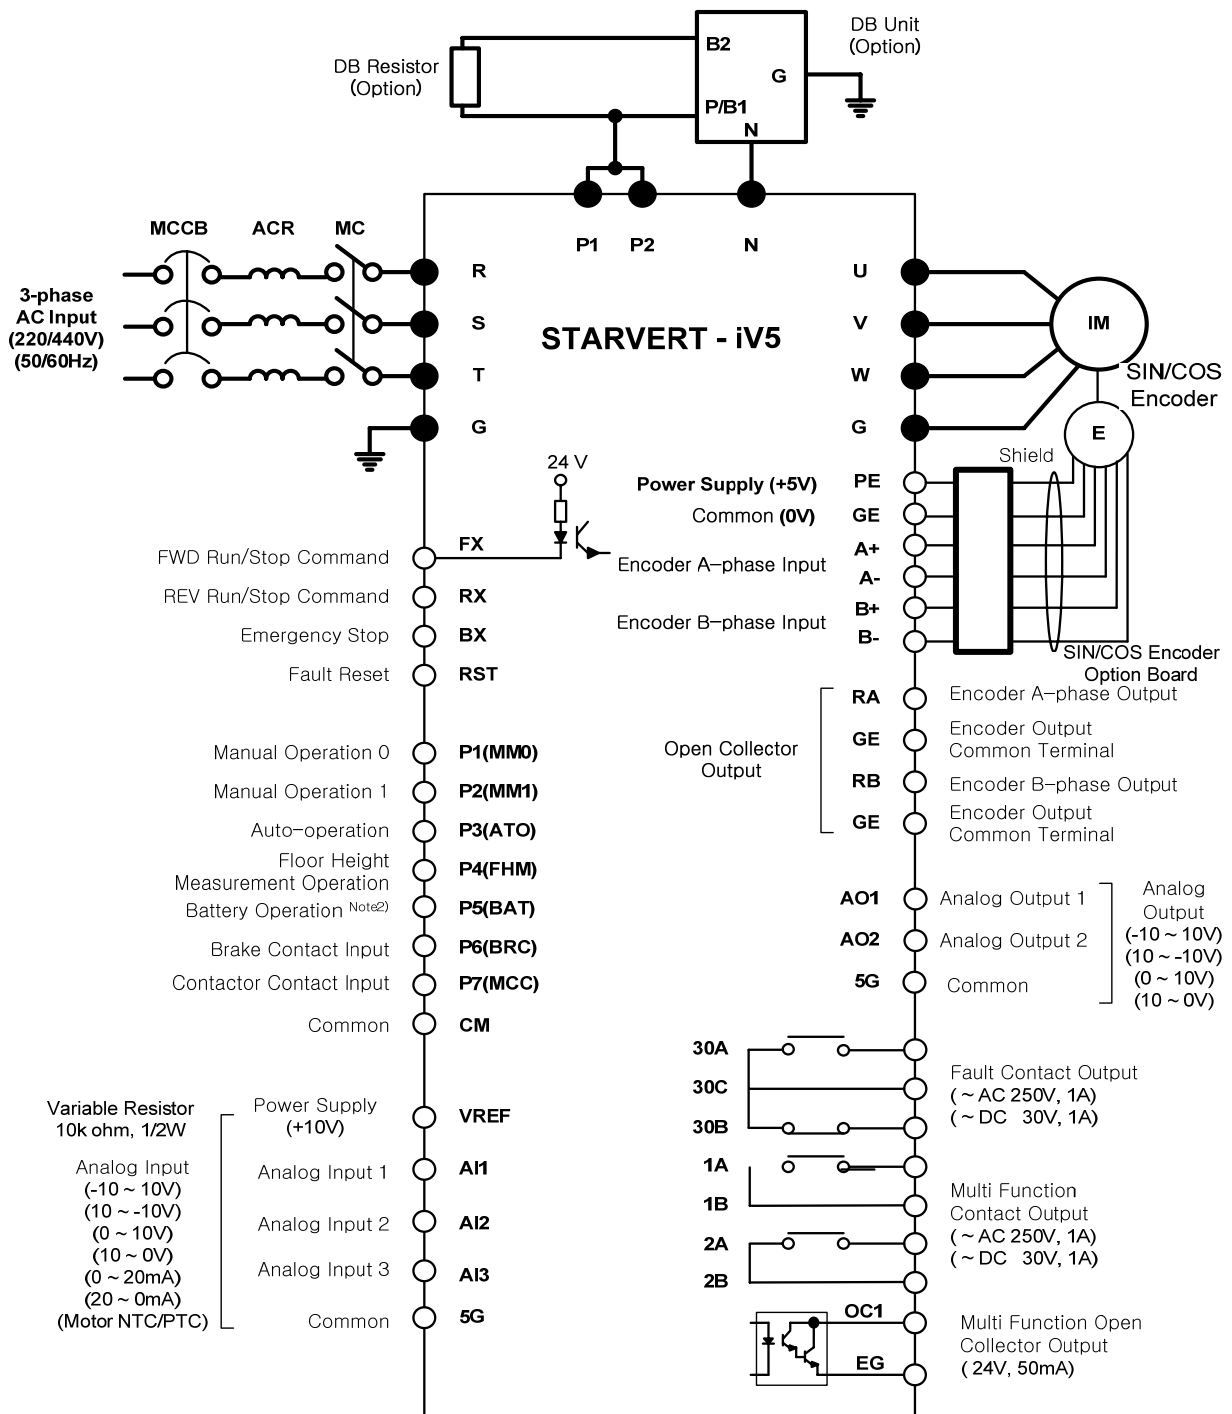 DB Unit
(Option)
B2
DB Resistor
(Option)
G
P/B1
N
MCCB
ACR
MC
P1
P2
N
3-phase
AC Input
(220/440V)
(50/60Hz)
R
S
T
G
STARVERT - iV5
U
V
W
G
IM
SIN/COS
Encoder
E
Shield
24 V
FWD Run/Stop Command
FX
REV Run/Stop Command
RX
Emergency Stop
BX
Fault Reset
RST
Power Supply (+5V)
PE
Common (0V)
GE
Encoder A-phase Input
A+
A-
Encoder B-phase Input
B+
B-
SIN/COS Encoder
Option Board
Manual Operation 0
P1(MM0)
Manual Operation 1
P2(MM1)
Auto-operation
P3(ATO)
Floor Height
Measurement Operation
P4(FHM)
Battery Operation Note2)
P5(BAT)
Brake Contact Input
P6(BRC)
Contactor Contact Input
P7(MCC)
Common
CM
Open Collector
Output
RA
Encoder A-phase Output
GE
Encoder Output
Common Terminal
RB
Encoder B-phase Output
GE
Encoder Output
Common Terminal
AO1
Analog Output 1
AO2
Analog Output 2
5G
Common
Analog
Output
(-10 ~ 10V)
(10 ~ -10V)
(0 ~ 10V)
(10 ~ 0V)
Variable Resistor
10k ohm, 1/2W
Analog Input
(-10 ~ 10V)
(10 ~ -10V)
(0 ~ 10V)
(10 ~ 0V)
(0 ~ 20mA)
(20 ~ 0mA)
(Motor NTC/PTC)
Power Supply
(+10V)
VREF
Analog Input 1
AI1
Analog Input 2
AI2
Analog Input 3
AI3
Common
5G
30A
30C
30B
Fault Contact Output
( ~ AC 250V, 1A)
( ~ DC 30V, 1A)
1A
1B
2A
2B
Multi Function
Contact Output
( ~ AC 250V, 1A)
( ~ DC 30V, 1A)
OC1
EG
Multi Function Open
Collector Output
( 24V, 50mA)